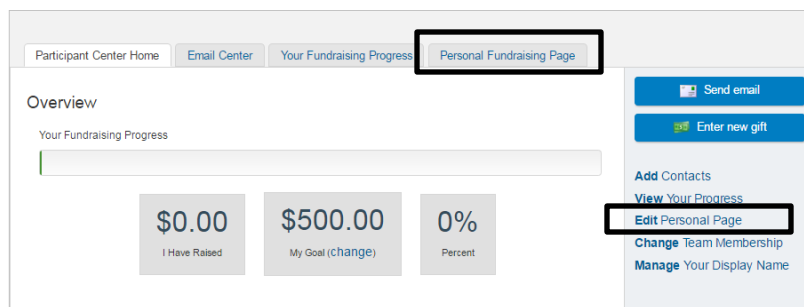 Participant Center Home
Email Center
Your Fundraising Progress
Personal Fundraising Page
Overview
Your Fundraising Progress
$0.00
I Have Raised
$500.00
My Goal (change)
0%
Percent
Send email
Enter new gift
Add Contacts
View Your Progress
Edit Personal Page
Change Team Membership
Manage Your Display Name